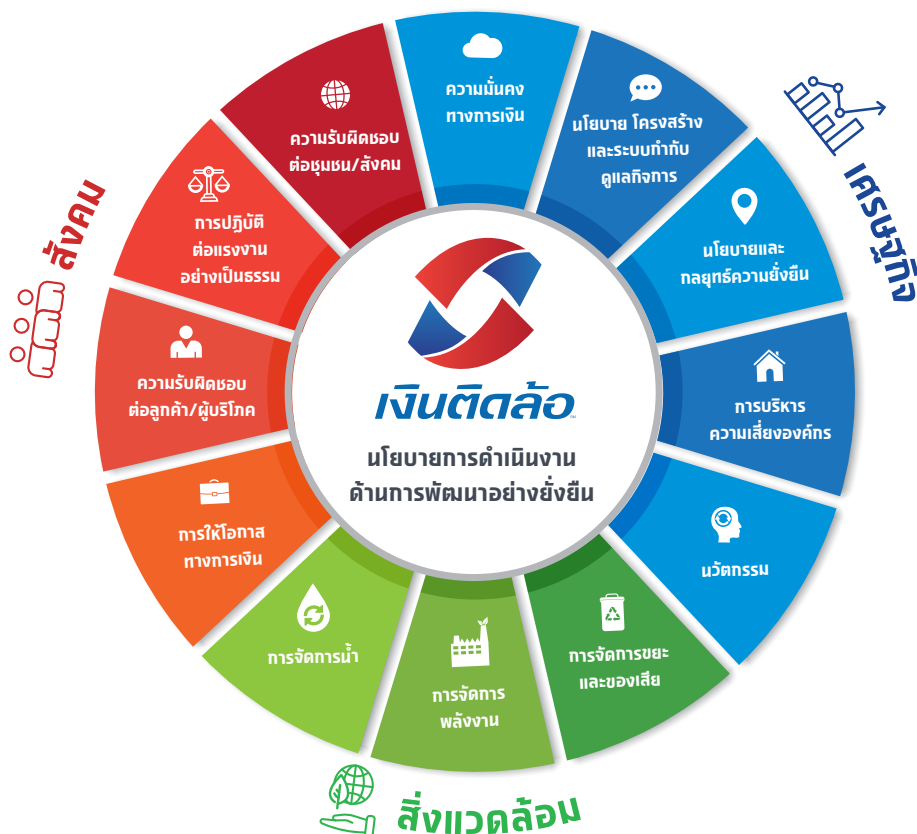 ความมั่นคง
ทางการเงิน
นโยบาย โครงสร้าง
และระบบกำกับ
ดูแลกิจการ
นโยบายและ
กลยุทธ์ความยั่งยืน
การบริหาร
ความเสี่ยงองค์กร
นวัตกรรม
เศรษฐกิจ
การจัดการขยะ
และของเสีย
การจัดการ
พลังงาน
การจัดการน้ำ
สิ่งแวดล้อม
การให้โอกาส
ทางการเงิน
ความรับผิดชอบ
ต่อลูกค้า/ผู้บริโภค
การปฏิบัติ
ต่อแรงงาน
อย่างเป็นธรรม
ความรับผิดชอบ
ต่อชุมชน/สังคม
สังคม
เงินติดล้อ
นโยบายการดำเนินงาน
ด้านการพัฒนาอย่างยั่งยืน